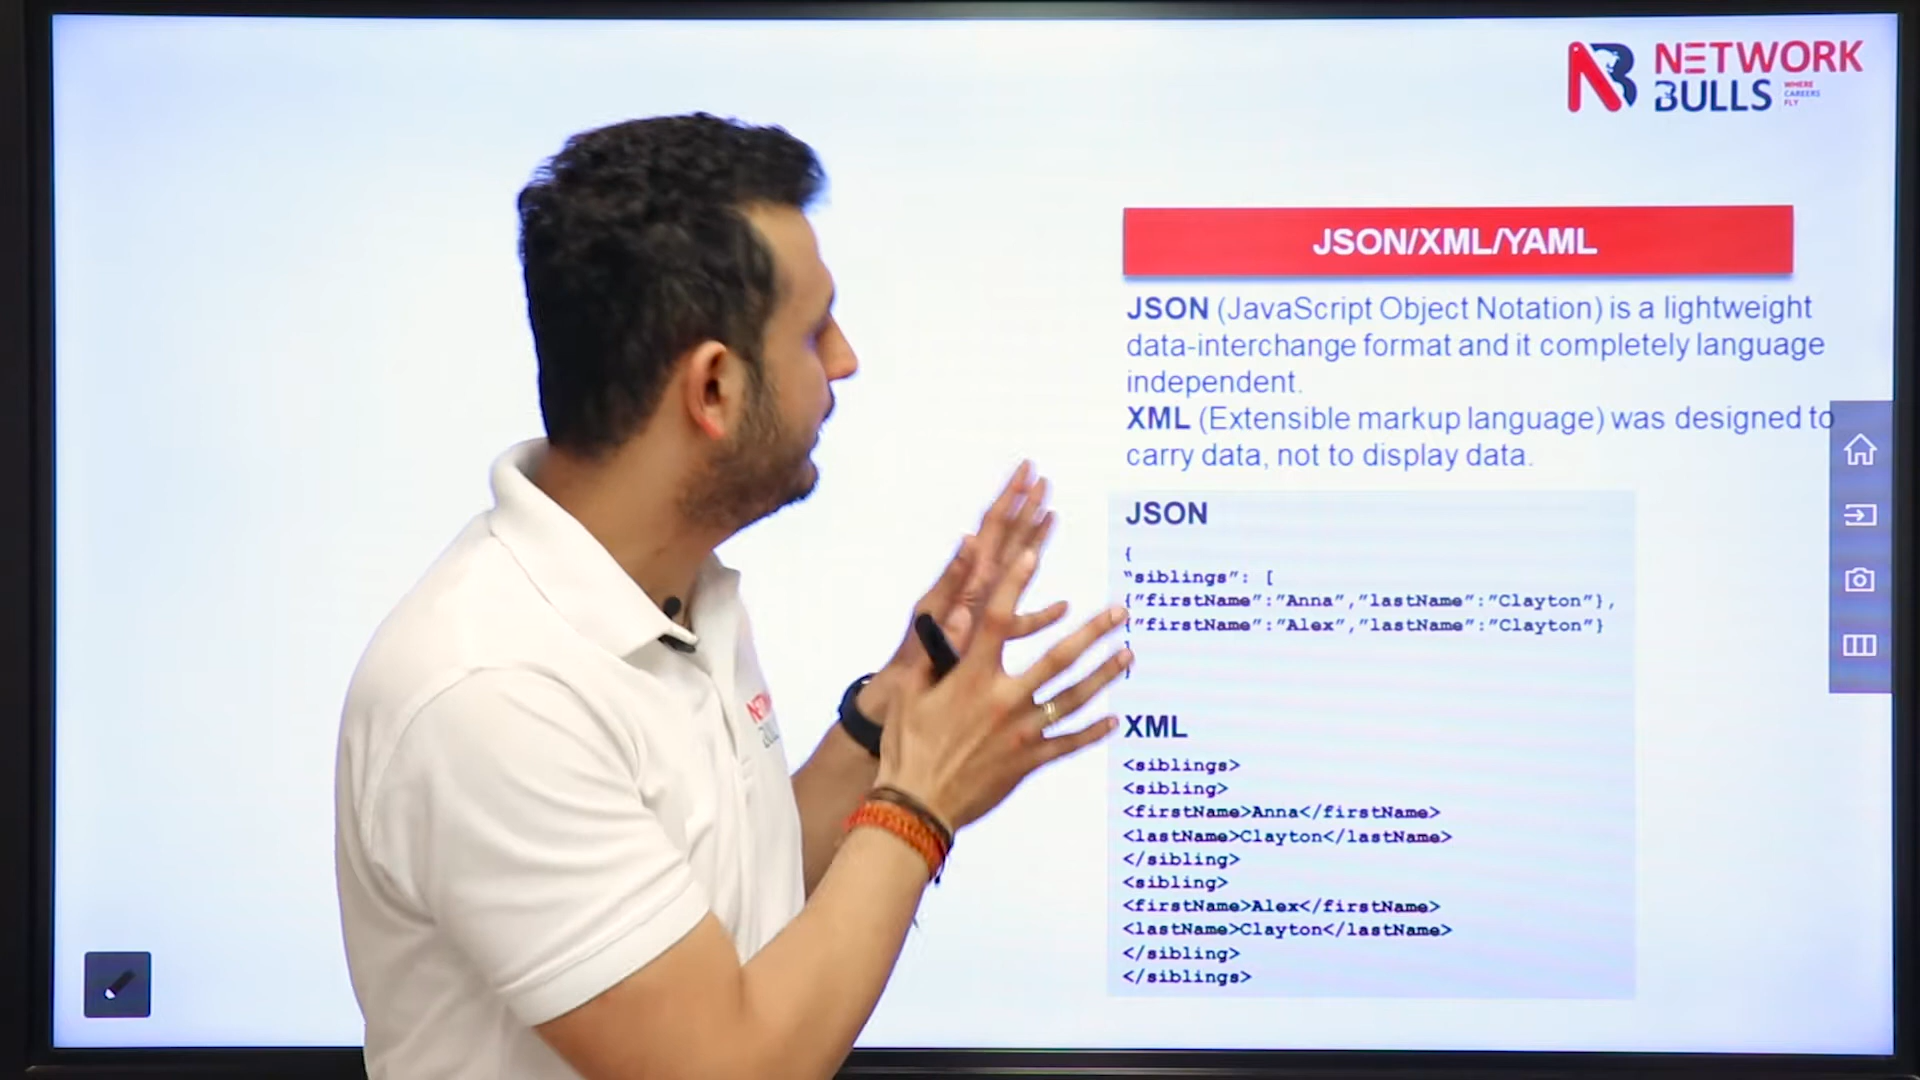 NETWORK
BULLS
WHERE
CAREERS
FLY
JSON/XML/YAML
JSON (JavaScript Object Notation) is a lightweight
data-interchange format and it completely language
independent.
XML (Extensible markup language) was designed to
carry data, not to display data.
JSON
{
“siblings”: [
{”firstName”:”Anna”,”lastName”:”Clayton”},
{”firstName”:”Alex”,”lastName”:”Clayton”}
]
}
XML
<siblings>
<sibling>
<firstName>Anna</firstName>
<lastName>Clayton</lastName>
</sibling>
<sibling>
<firstName>Alex</firstName>
<lastName>Clayton</lastName>
</sibling>
</siblings>